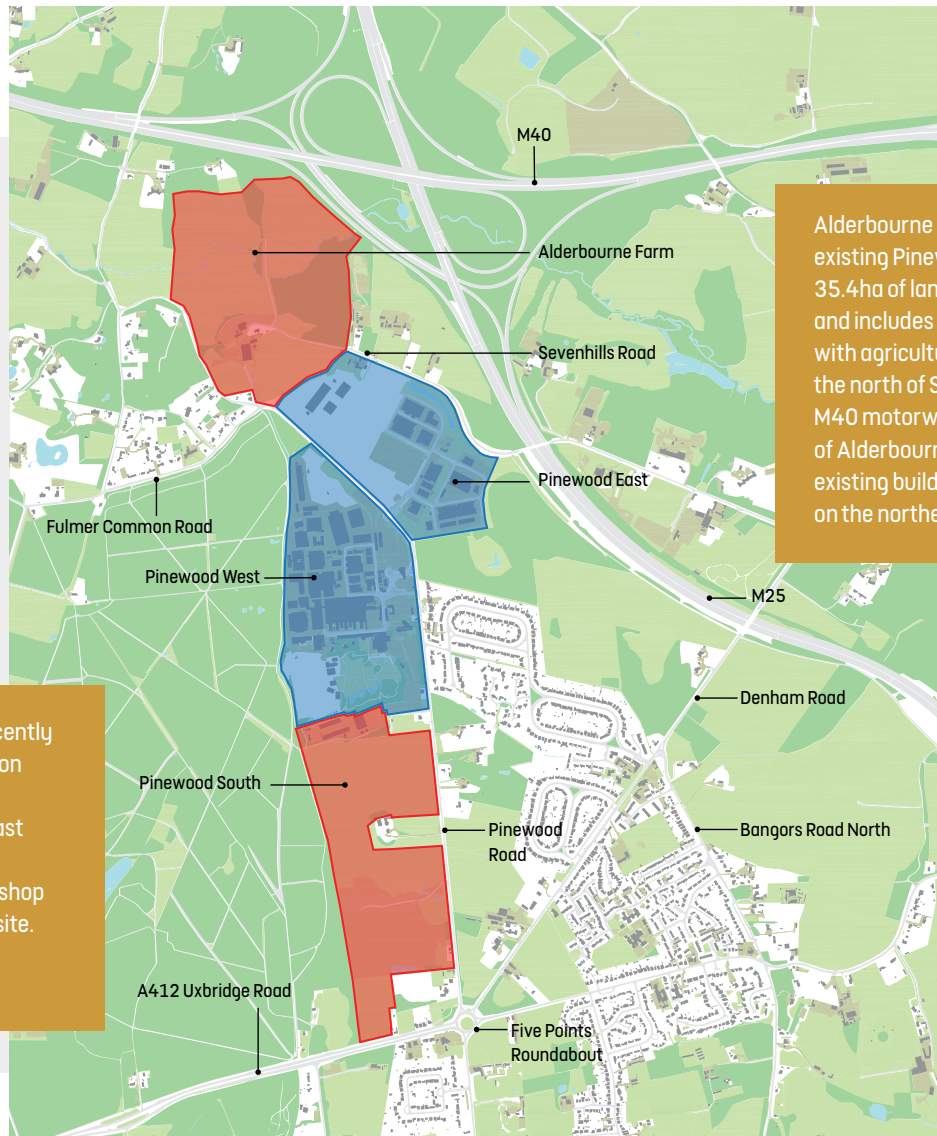 M40
Alderbourne Farm
Sevenhills Road
Pinewood East
Fulmer Common Road
Pinewood West
M25
Denham Road
Pinewood South
Pinewood
Road
Bangors Road North
A412 Uxbridge Road
Five Points
Roundabout
Alderbourne
existing Pinew
35.4ha of lan
and includes
with agricultu
the north of S
M40 motorw
of Alderbourn
existing build
on the northe
cently
on
ast
shop
site.